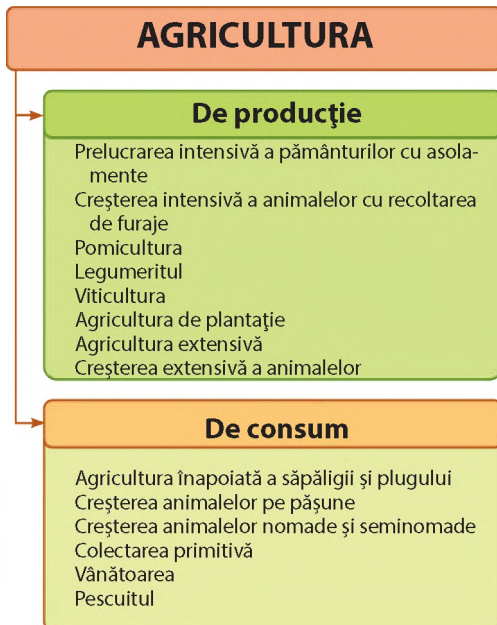 AGRICULTURA
De producţie
Prelucrarea intensivă a pământurilor cu asola-
mente
Creşterea intensivă a animalelor cu recoltarea
de furaje
Pomicultura
Legumeritul
Viticultura
Agricultura de plantaţie
Agricultura extensivă
Creşterea extensivă a animalelor
De consum
Agricultura înapoiată a săpăligii şi plugului
Creşterea animalelor pe păşune
Creşterea animalelor nomade şi seminomade
Colectarea primitivă
Vânătoarea
Pescuitul